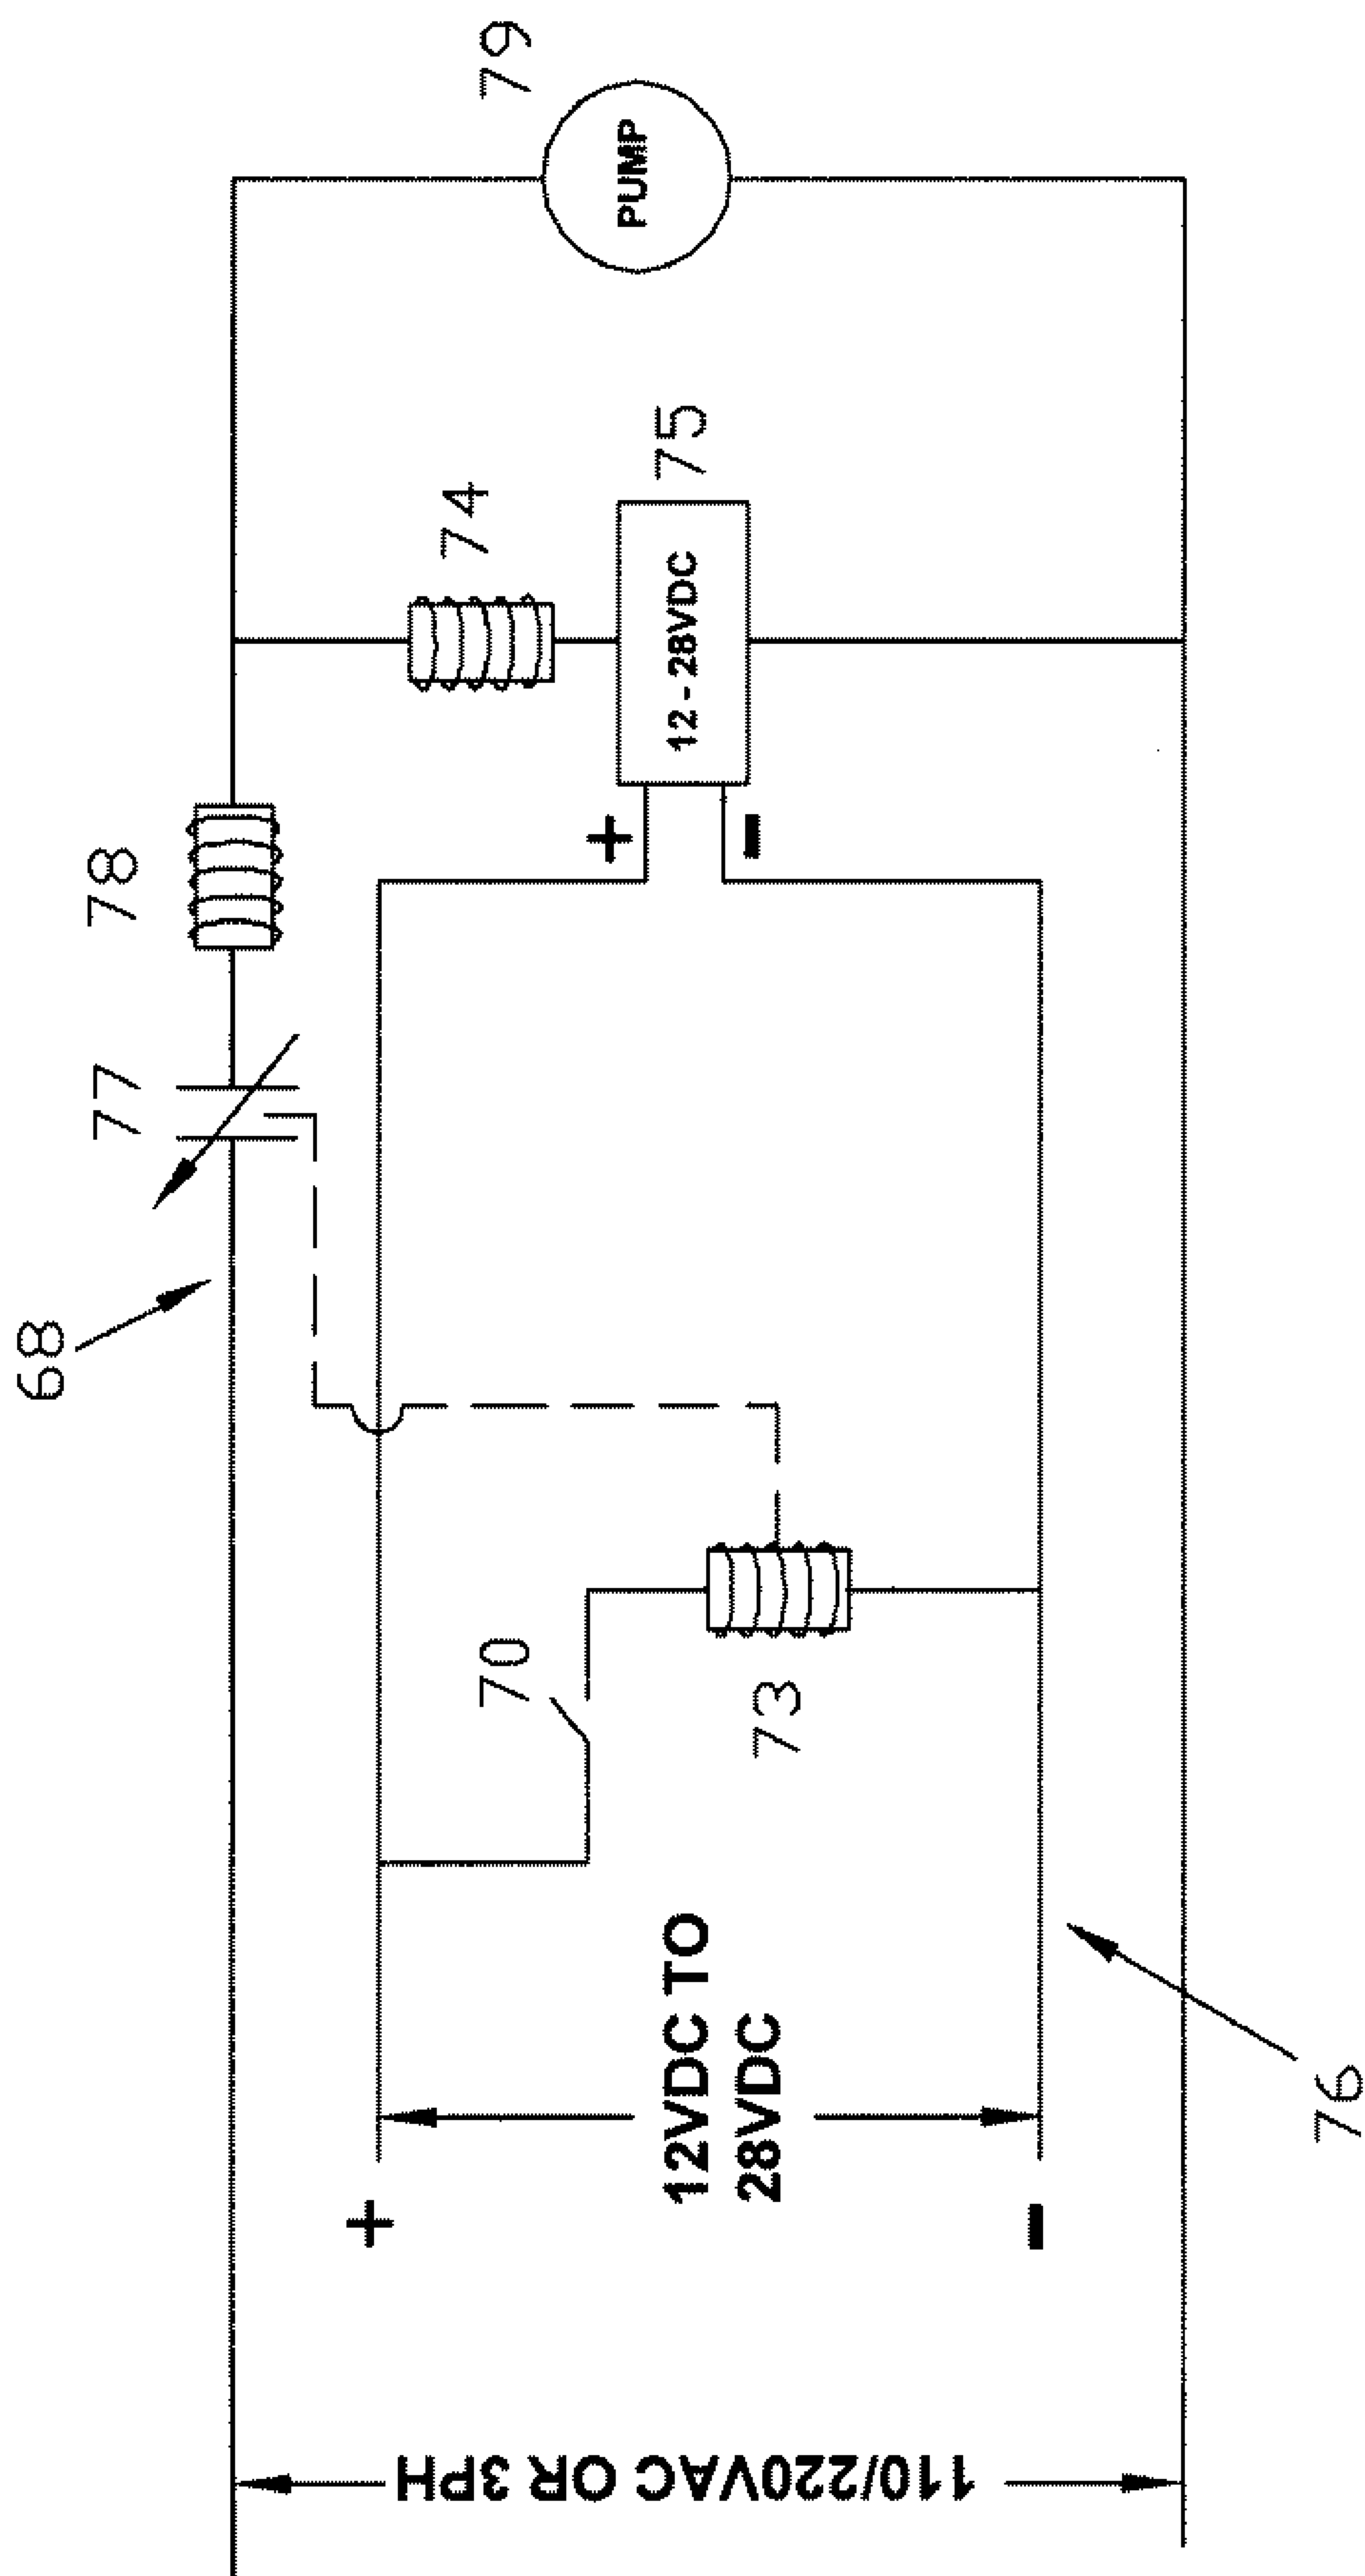 79
PUMP
74
75
12 - 28VDC
+
-
78
77
68
70
73
12VDC TO
28VDC
+
-
76
110/220VAC OR 3PH